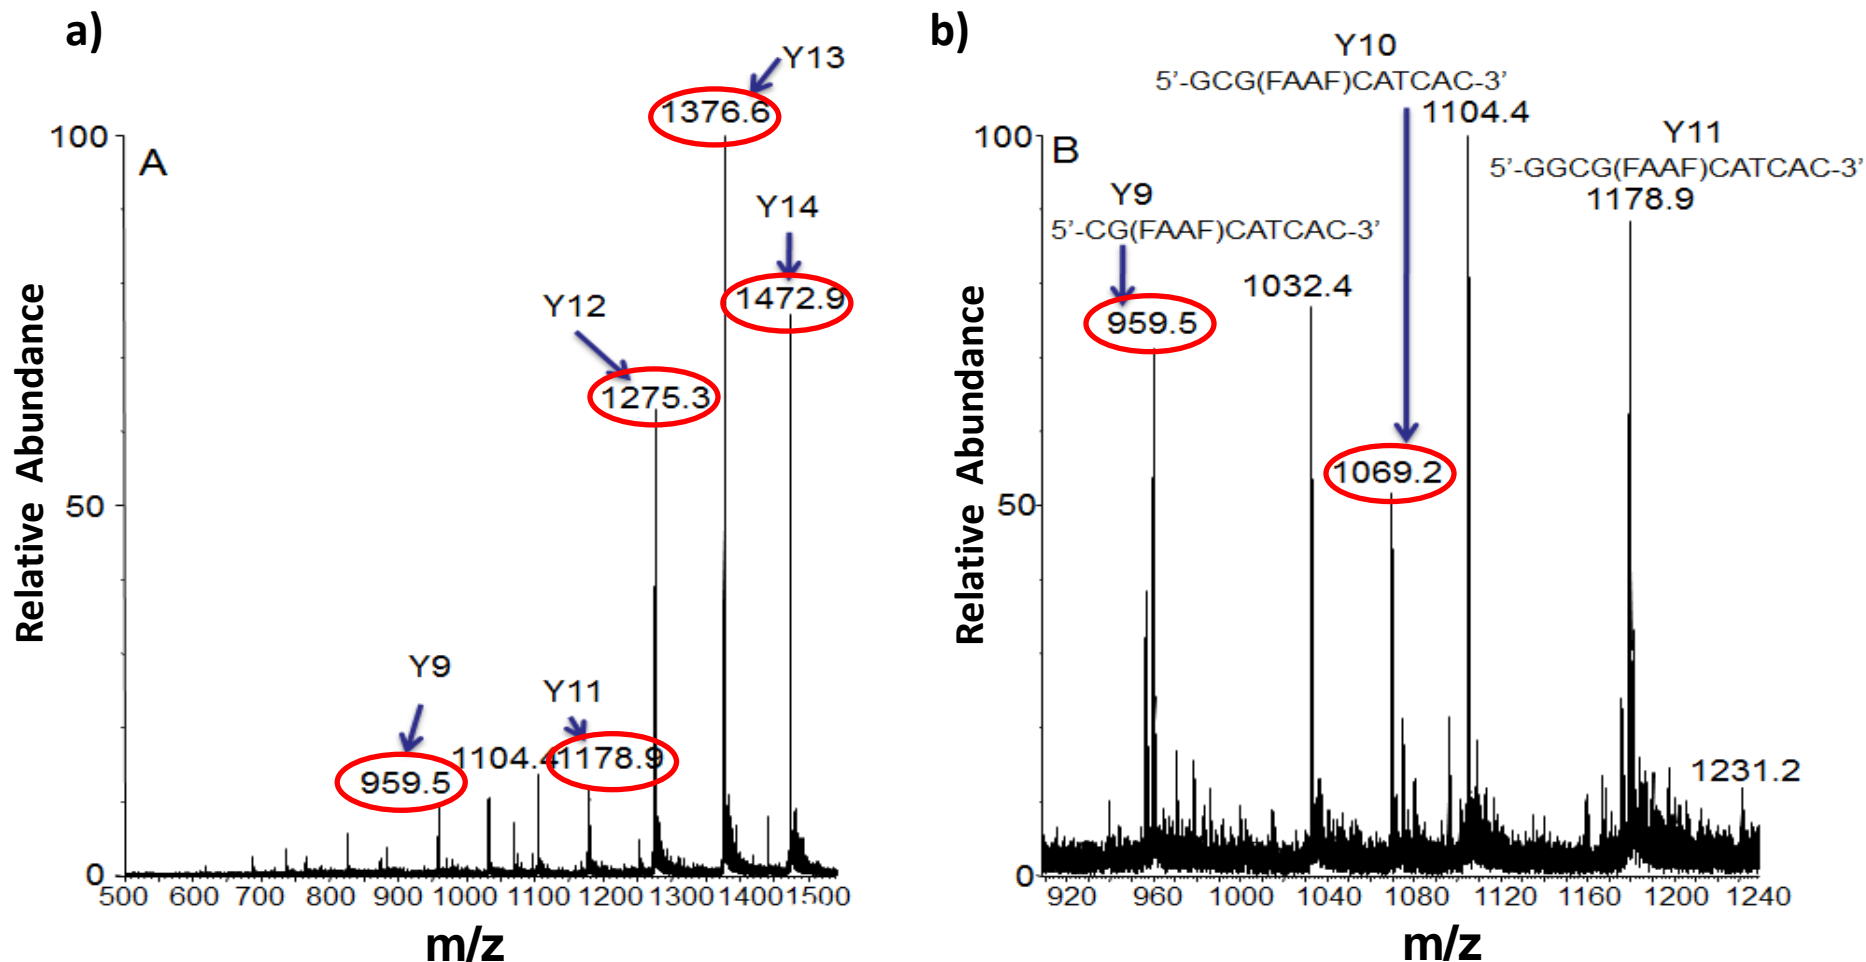 a)
Y13
1376.6
100
A
Y14
1472.9
Y12
1275.3
50
Y9
Y11
1104.4
1178.9
959.5
0
500 600 700 800 900 1000 1100 1200 1300 1400 1500
Relative Abundance
m/z
b)
Y10
5’-GCG(FAAF)CATCAC-3’
1104.4
100
B
Y11
5’-GGCG(FAAF)CATCAC-3’
1178.9
Y9
5’-CG(FAAF)CATCAC-3’
1032.4
959.5
1069.2
50
1231.2
0
920 960 1000 1040 1080 1120 1160 1200 1240
Relative Abundance
m/z